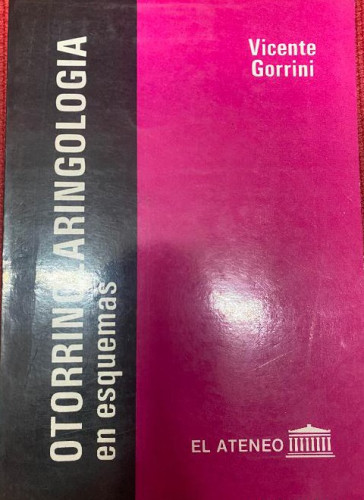 Vicente
Gorrini
OTORRINOLARINGOLOGIA
en esquemas
EL ATENEO